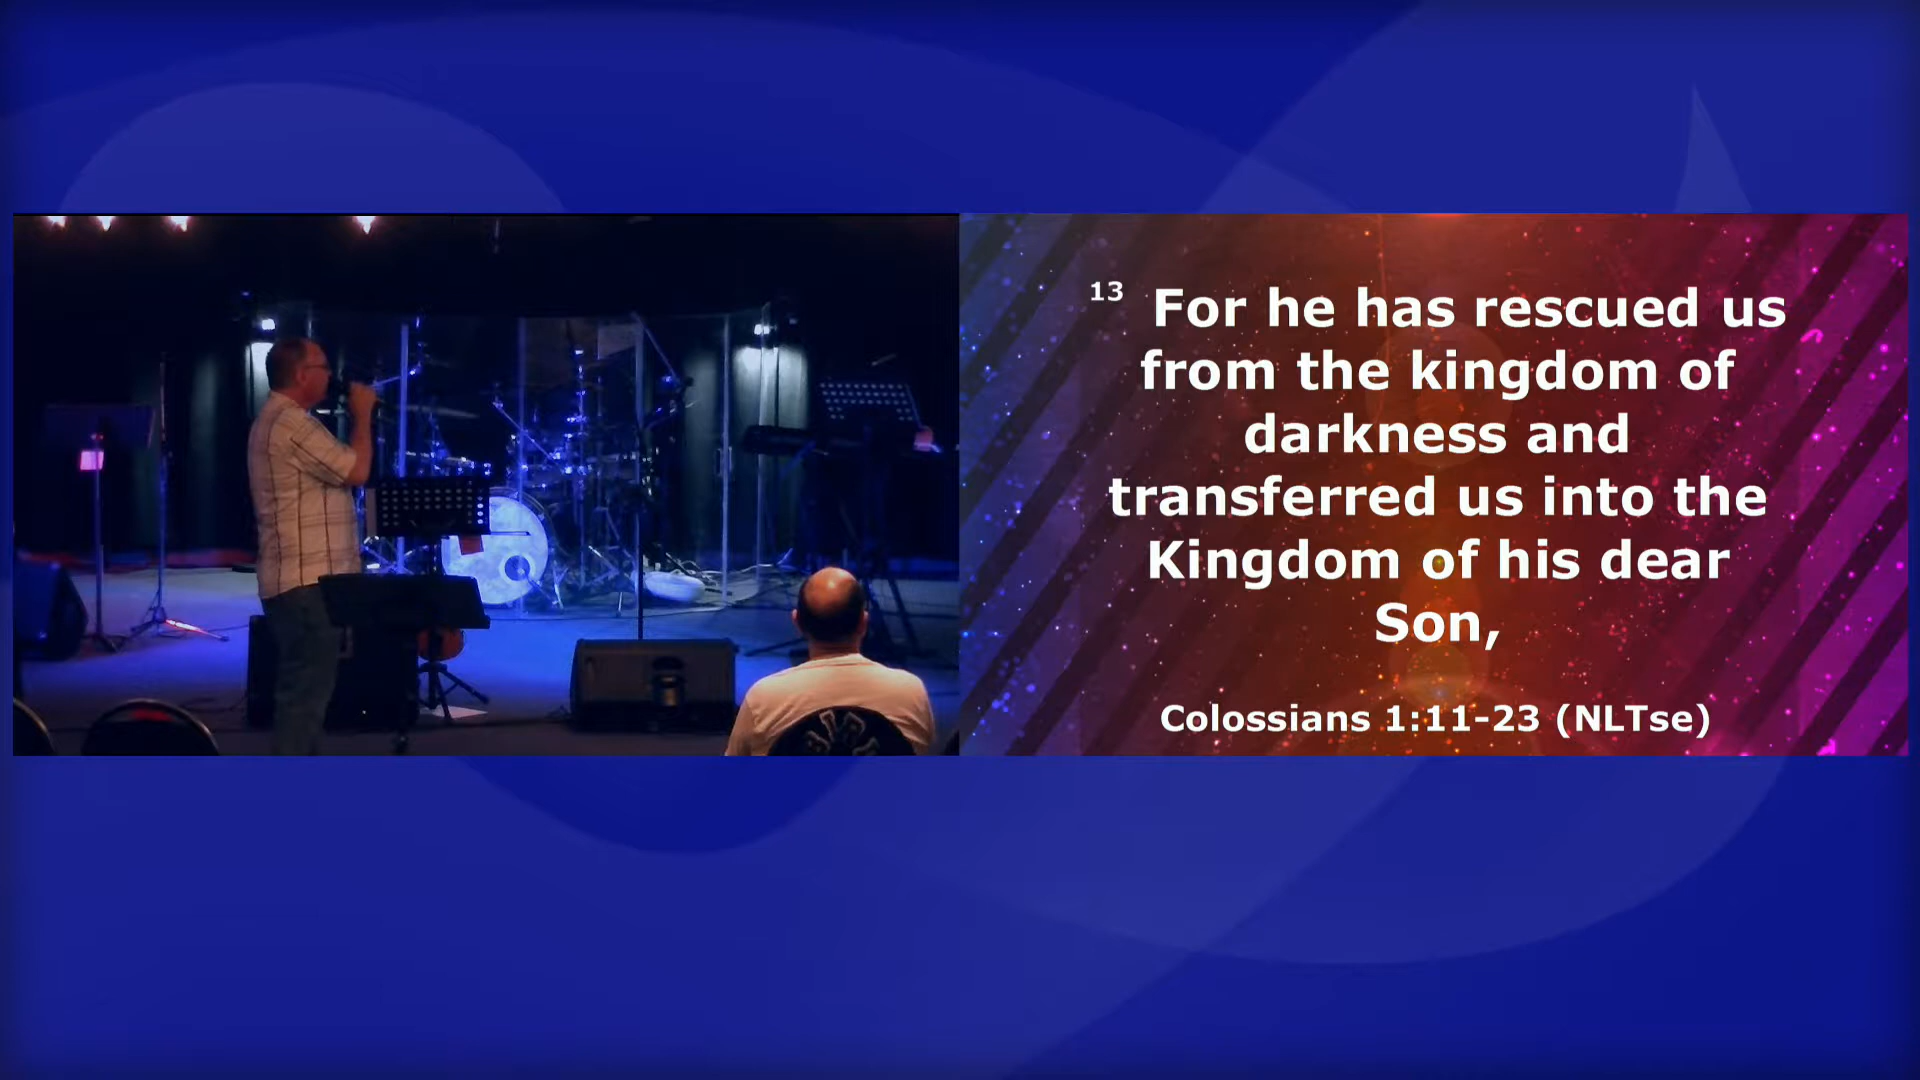 13 For he has rescued us
from the kingdom of
darkness and
transferred us into the
Kingdom of his dear
Son,
Colossians 1:11-23 (NLTse)